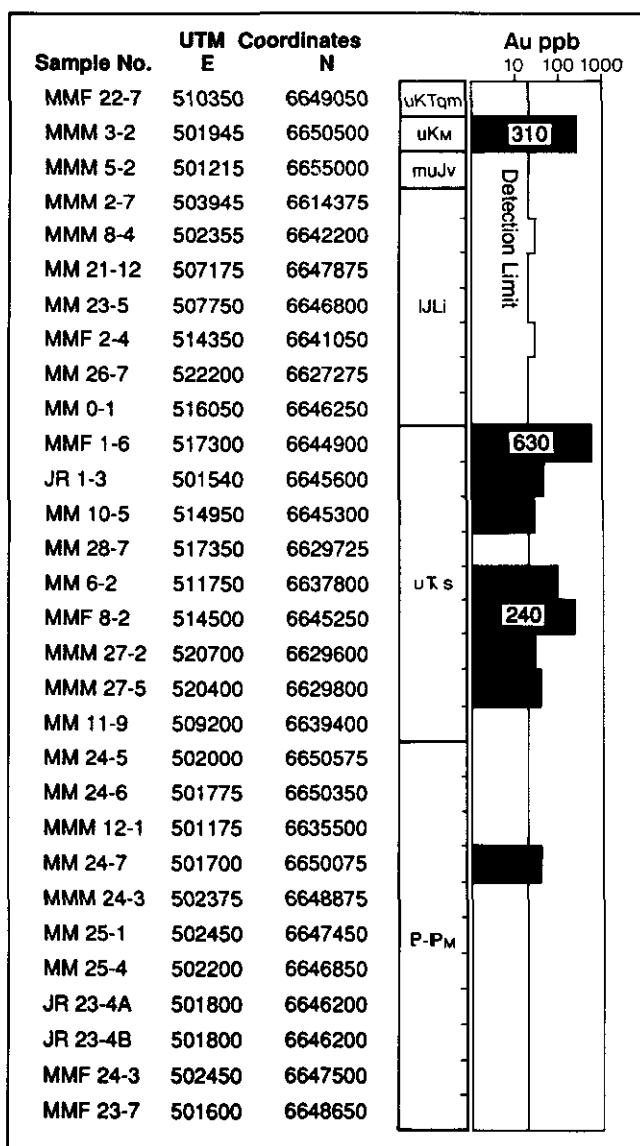 UTM Coordinates Au ppb
Sample No. E N 10 100 1000
MMF 22-7 510350 6649050 uKTqm
MMM 3-2 501945 6650500 uKM 310
MMM 5-2 501215 6655000 muJv
MMM 2-7 503945 6614375
MMM 8-4 502355 6642200
MM 21-12 507175 6647875
MM 23-5 507750 6646800 lJLi
MMF 2-4 514350 6641050
MM 26-7 522200 6627275
MM 0-1 516050 6646250
Detection Limit
MMF 1-6 517300 6644900 630
JR 1-3 501540 6645600
MM 10-5 514950 6645300
MM 28-7 517350 6629725
MM 6-2 511750 6637800 uTs
MMF 8-2 514500 6645250 240
MMM 27-2 520700 6629600
MMM 27-5 520400 6629800
MM 11-9 509200 6639400
MM 24-5 502000 6650575
MM 24-6 501775 6650350
MMM 12-1 501175 6635500
MM 24-7 501700 6650075
MMM 24-3 502375 6648875
MM 25-1 502450 6647450 P-PM
MM 25-4 502200 6646850
JR 23-4A 501800 6646200
JR 23-4B 501800 6646200
MMF 24-3 502450 6647500
MMF 23-7 501600 6648650